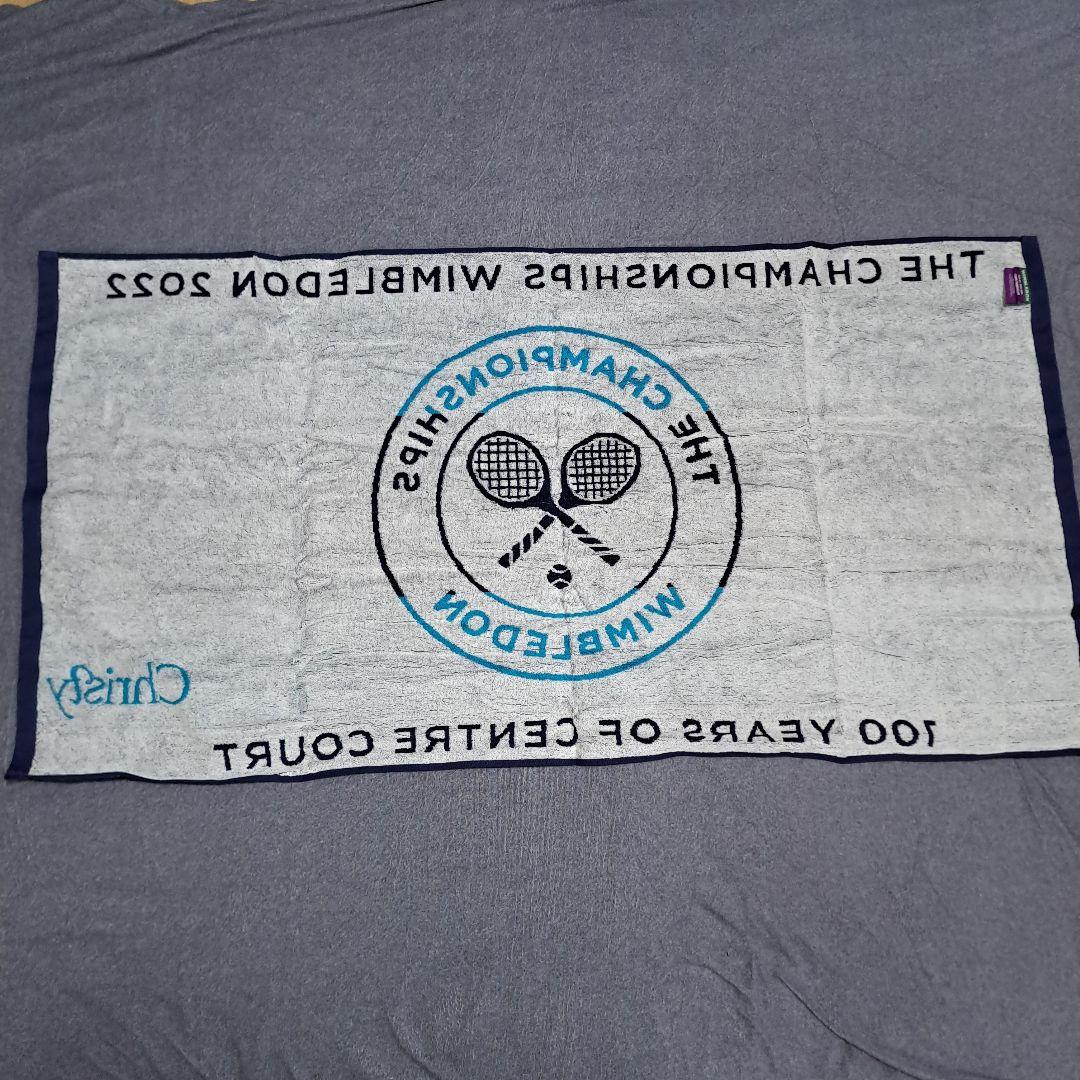 THE CHAMPIONSHIPS WIMBLEDON 2022
THE CHAMPIONSHIPS
WIMBLEDON
Christy
100 YEARS OF CENTRE COURT